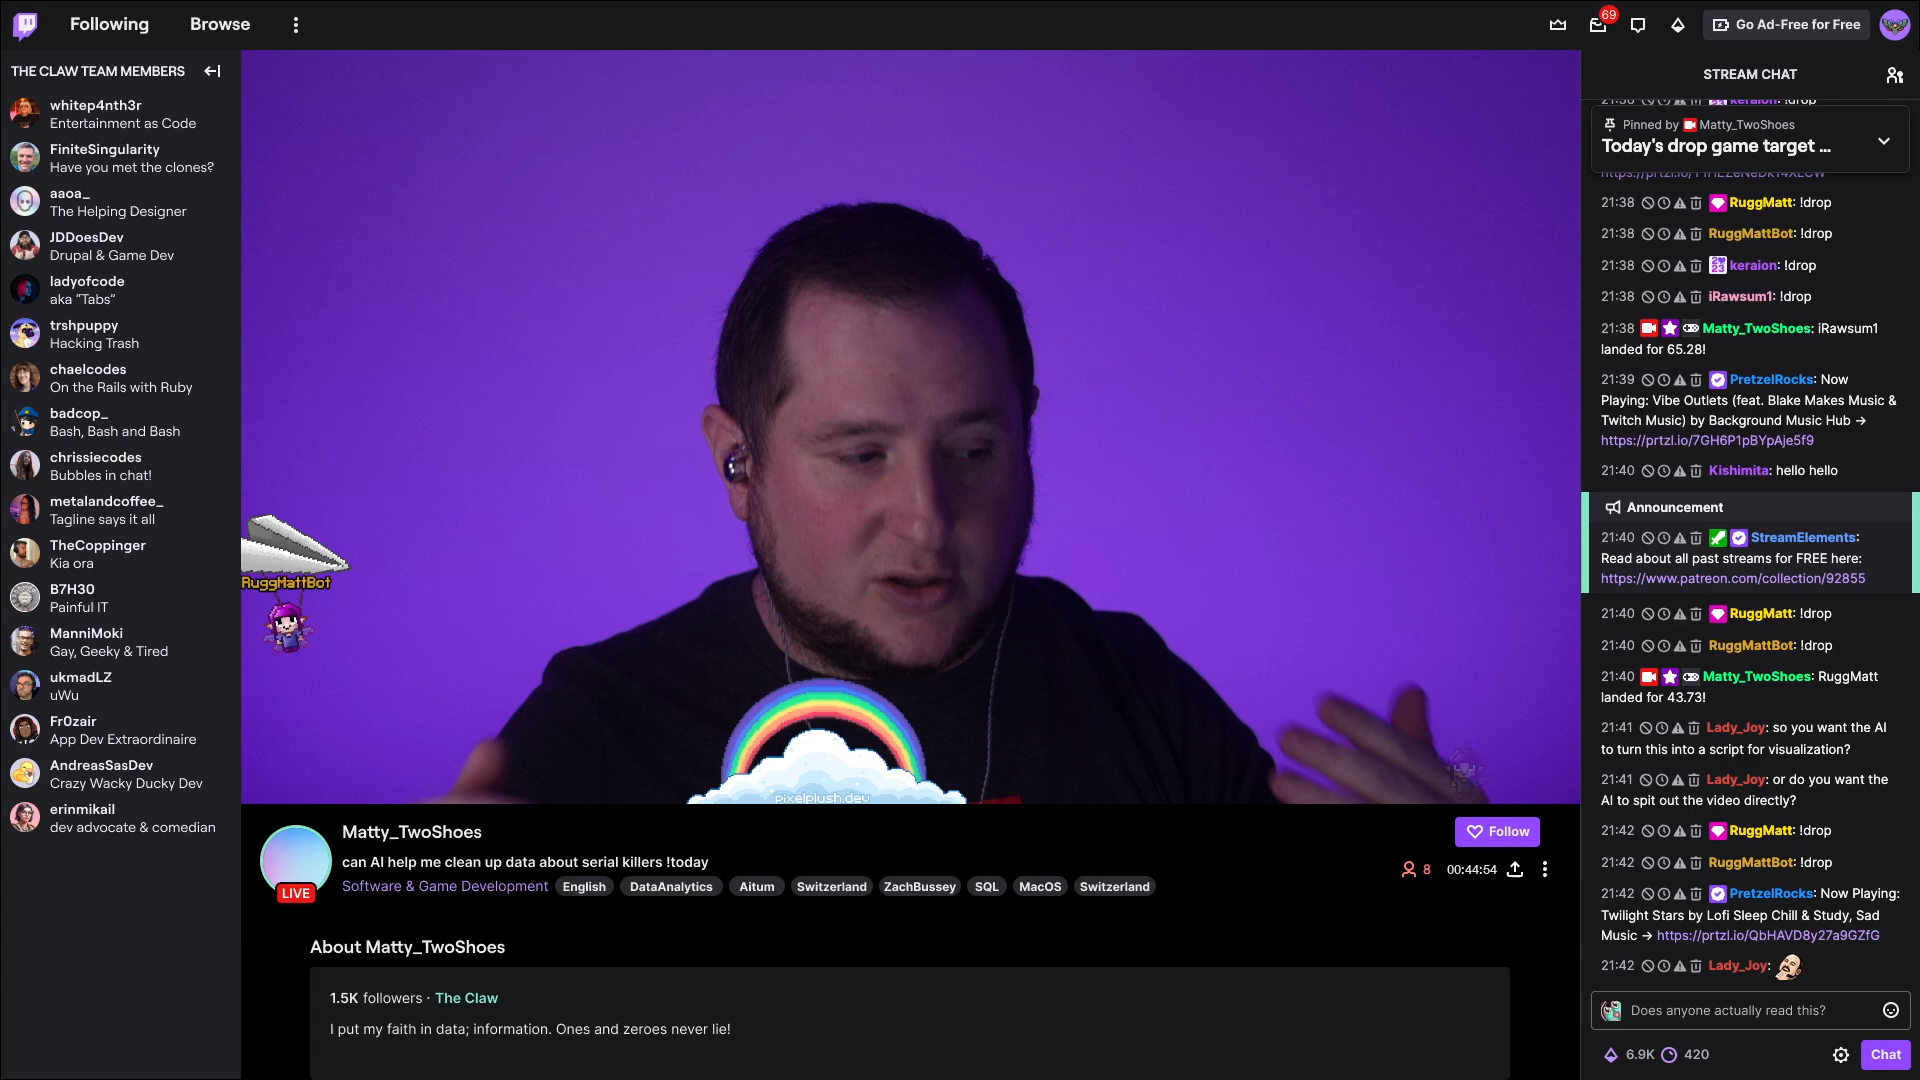 Following
Browse
69
Go Ad-Free for Free
THE CLAW TEAM MEMBERS
whitep4nth3r
Entertainment as Code
FiniteSingularity
Have you met the clones?
aaoa_
The Helping Designer
JDDoesDev
Drupal & Game Dev
ladyofcode
aka “Tabs”
trshpuppy
Hacking Trash
chaelcodes
On the Rails with Ruby
badcop_
Bash, Bash and Bash
chrissiecodes
Bubbles in chat!
metalandcoffee_
Tagline says it all
TheCoppinger
Kia ora
B7H30
Painful IT
ManniMoki
Gay, Geeky & Tired
ukmadLZ
uWu
Fr0zair
App Dev Extraordinaire
AndreasSasDev
Crazy Wacky Ducky Dev
erinmikail
dev advocate & comedian
RuggMattBot
pixelplush.dev
Matty_TwoShoes
can AI help me clean up data about serial killers !today
Software & Game Development English DataAnalytics Aitum Switzerland ZachBussey SQL MacOS Switzerland
LIVE
Follow
8 00:44:54
About Matty_TwoShoes
1.5K followers · The Claw
I put my faith in data; information. Ones and zeroes never lie!
STREAM CHAT
21:36 keraion: !drop
Pinned by Matty_TwoShoes
Today's drop game target ...
21:38 RuggMatt: !drop
21:38 RuggMattBot: !drop
21:38 keraion: !drop
21:38 iRawsum1: !drop
21:38 Matty_TwoShoes: iRawsum1
landed for 65.28!
21:39 PretzelRocks: Now
Playing: Vibe Outlets (feat. Blake Makes Music &
Twitch Music) by Background Music Hub →
https://prtzl.io/7GH6P1pBYpAje5f9
21:40 Kishimita: hello hello
Announcement
21:40 StreamElements:
Read about all past streams for FREE here:
https://www.patreon.com/collection/92855
21:40 RuggMatt: !drop
21:40 RuggMattBot: !drop
21:40 Matty_TwoShoes: RuggMatt
landed for 43.73!
21:41 Lady_Joy: so you want the AI
to turn this into a script for visualization?
21:41 Lady_Joy: or do you want the
AI to spit out the video directly?
21:42 RuggMatt: !drop
21:42 RuggMattBot: !drop
21:42 PretzelRocks: Now Playing:
Twilight Stars by Lofi Sleep Chill & Study, Sad
Music → https://prtzl.io/QbHAVD8y27a9GZfG
21:42 Lady_Joy:
Does anyone actually read this?
6.9K 420
Chat